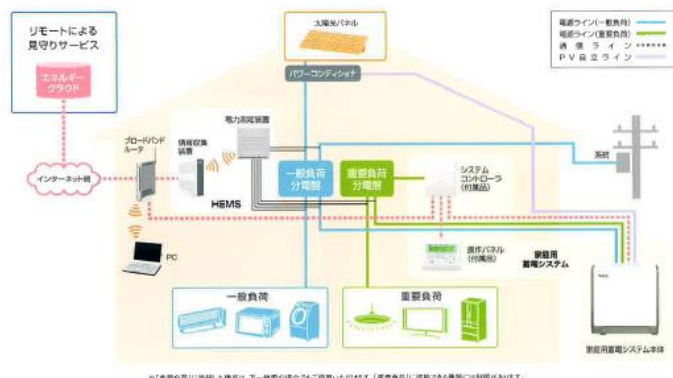 リモートによる
見守りサービス
エネルギー
クラウド
太陽光パネル
パワーコンディショナ
電源ライン(一般負荷)
電源ライン(重要負荷)
通信ライン
PV自立ライン
ブロードバンド
ルータ
情報収集
装置
電力測定装置
インターネット網
HEMS
一般負荷
分電盤
重要負荷
分電盤
システム
コントローラ
(付属品)
系統
PC
操作パネル
(付属品)
家庭用
蓄電システム
一般負荷
重要負荷
NEC
家庭用蓄電システム本体